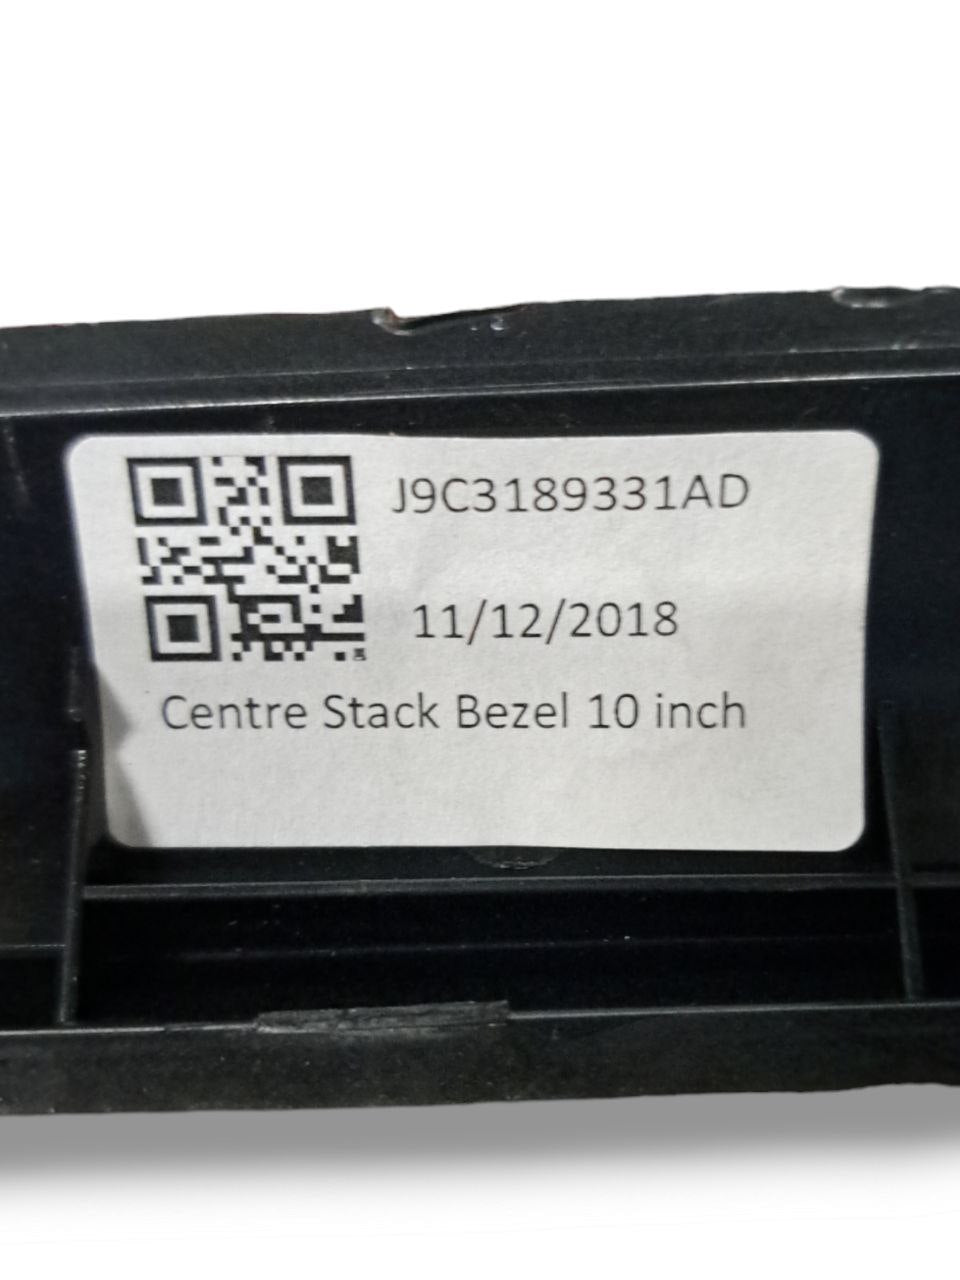 J9C3189331AD
11/12/2018
Centre Stack Bezel 10 inch